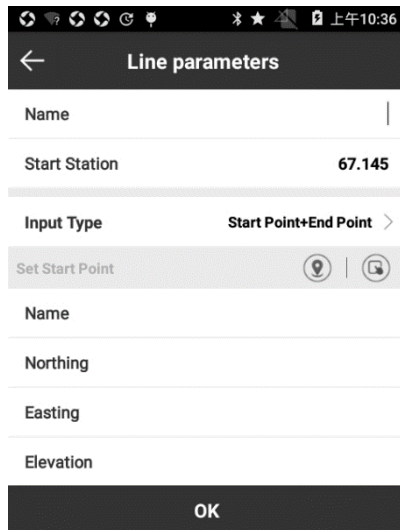 上午10:36
Line parameters
Name
Start Station 67.145
Input Type Start Point+End Point
Set Start Point
Name
Northing
Easting
Elevation
OK